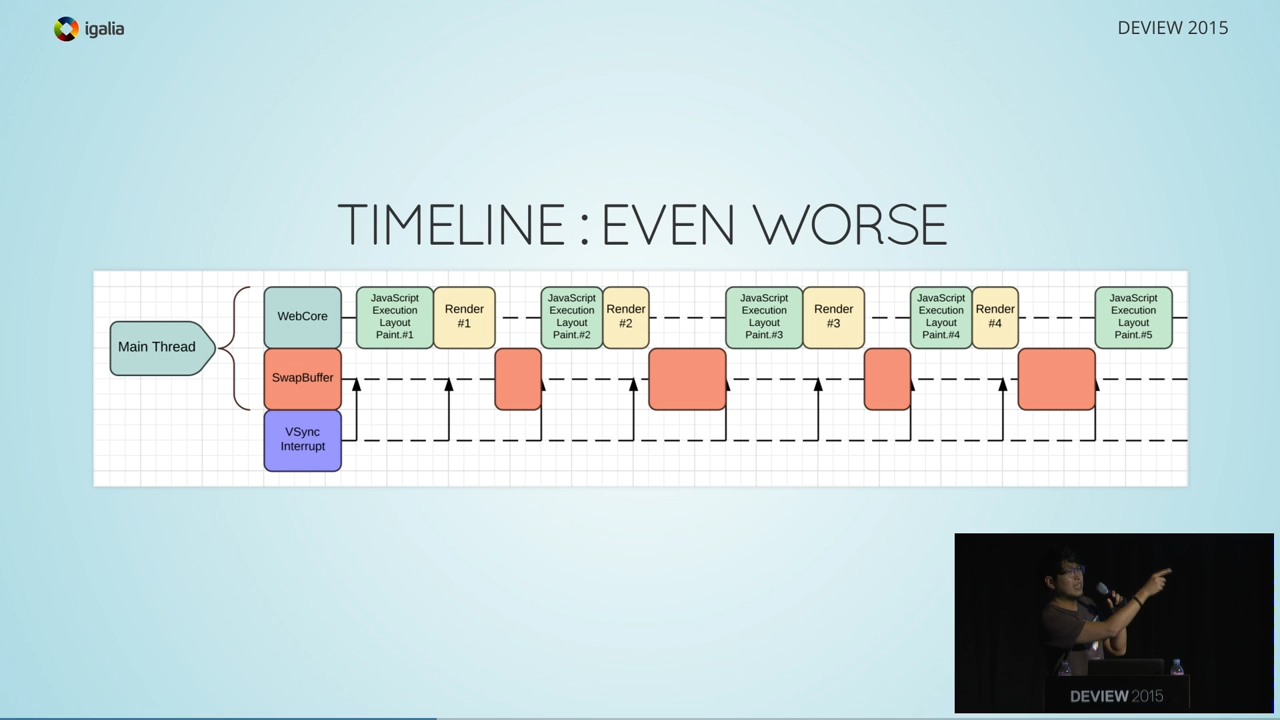 igalia
DEVIEW 2015
TIMELINE : EVEN WORSE
Main Thread
WebCore
SwapBuffer
VSync
Interrupt
JavaScript
Execution
Layout
Paint.#1
Render
#1
JavaScript
Execution
Layout
Paint.#2
Render
#2
JavaScript
Execution
Layout
Paint.#3
Render
#3
JavaScript
Execution
Layout
Paint.#4
Render
#4
JavaScript
Execution
Layout
Paint.#5
DEVIEW 2015